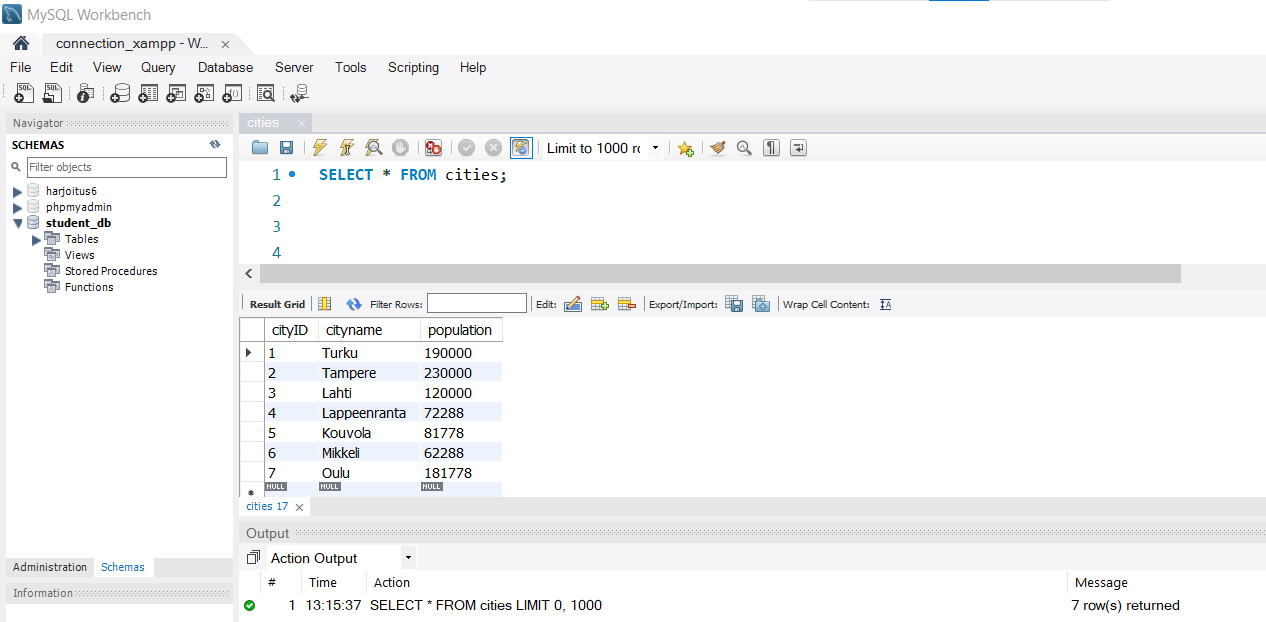 MySQL Workbench
connection_xampp - W... ×
File Edit View Query Database Server Tools Scripting Help
Navigator
SCHEMAS
Filter objects
harjoitus6
phpmyadmin
student_db
Tables
Views
Stored Procedures
Functions
Administration Schemas
Information
cities ×
Limit to 1000 ro
1 SELECT * FROM cities;
2
3
4
Result Grid Filter Rows: Edit: Export/Import: Wrap Cell Content:
cityID cityname population
1 Turku 190000
2 Tampere 230000
3 Lahti 120000
4 Lappeenranta 72288
5 Kouvola 81778
6 Mikkeli 62288
7 Oulu 181778
NULL NULL NULL
cities 17 ×
Output
Action Output
# Time Action Message
1 13:15:37 SELECT * FROM cities LIMIT 0, 1000 7 row(s) returned